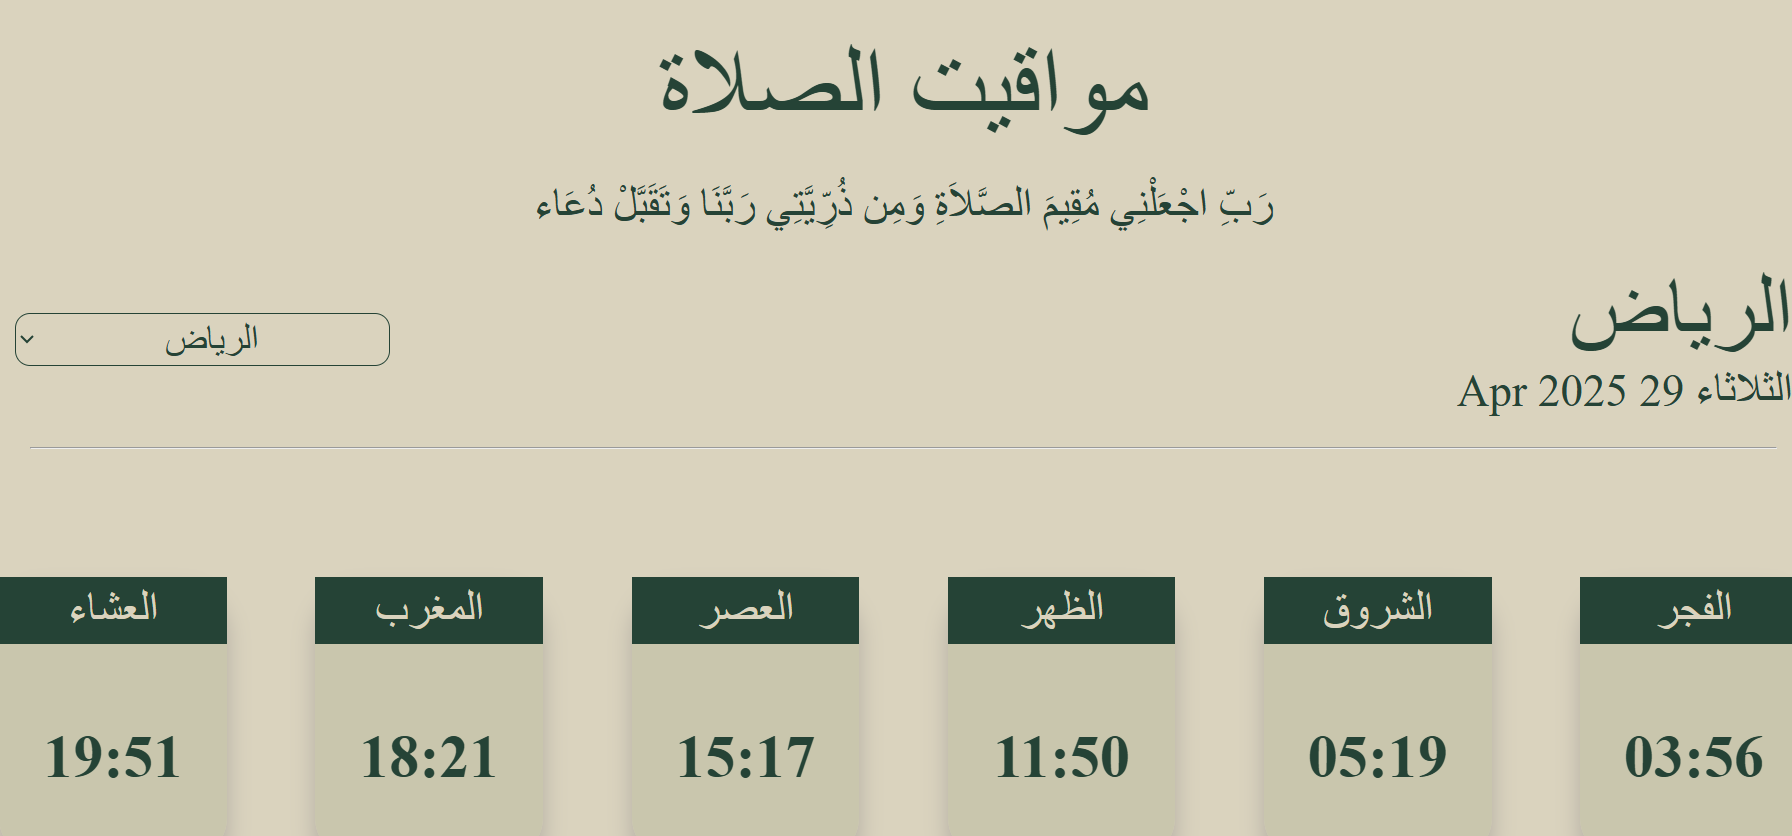 مواقيت الصلاة
رَبِّ اجْعَلْنِي مُقِيمَ الصَّلاَةِ وَمِن ذُرِّيَّتِي رَبَّنَا وَتَقَبَّلْ دُعَاء
الرياض
الثلاثاء 29 Apr 2025
الرياض
الفجر
03:56
الشروق
05:19
الظهر
11:50
العصر
15:17
المغرب
18:21
العشاء
19:51